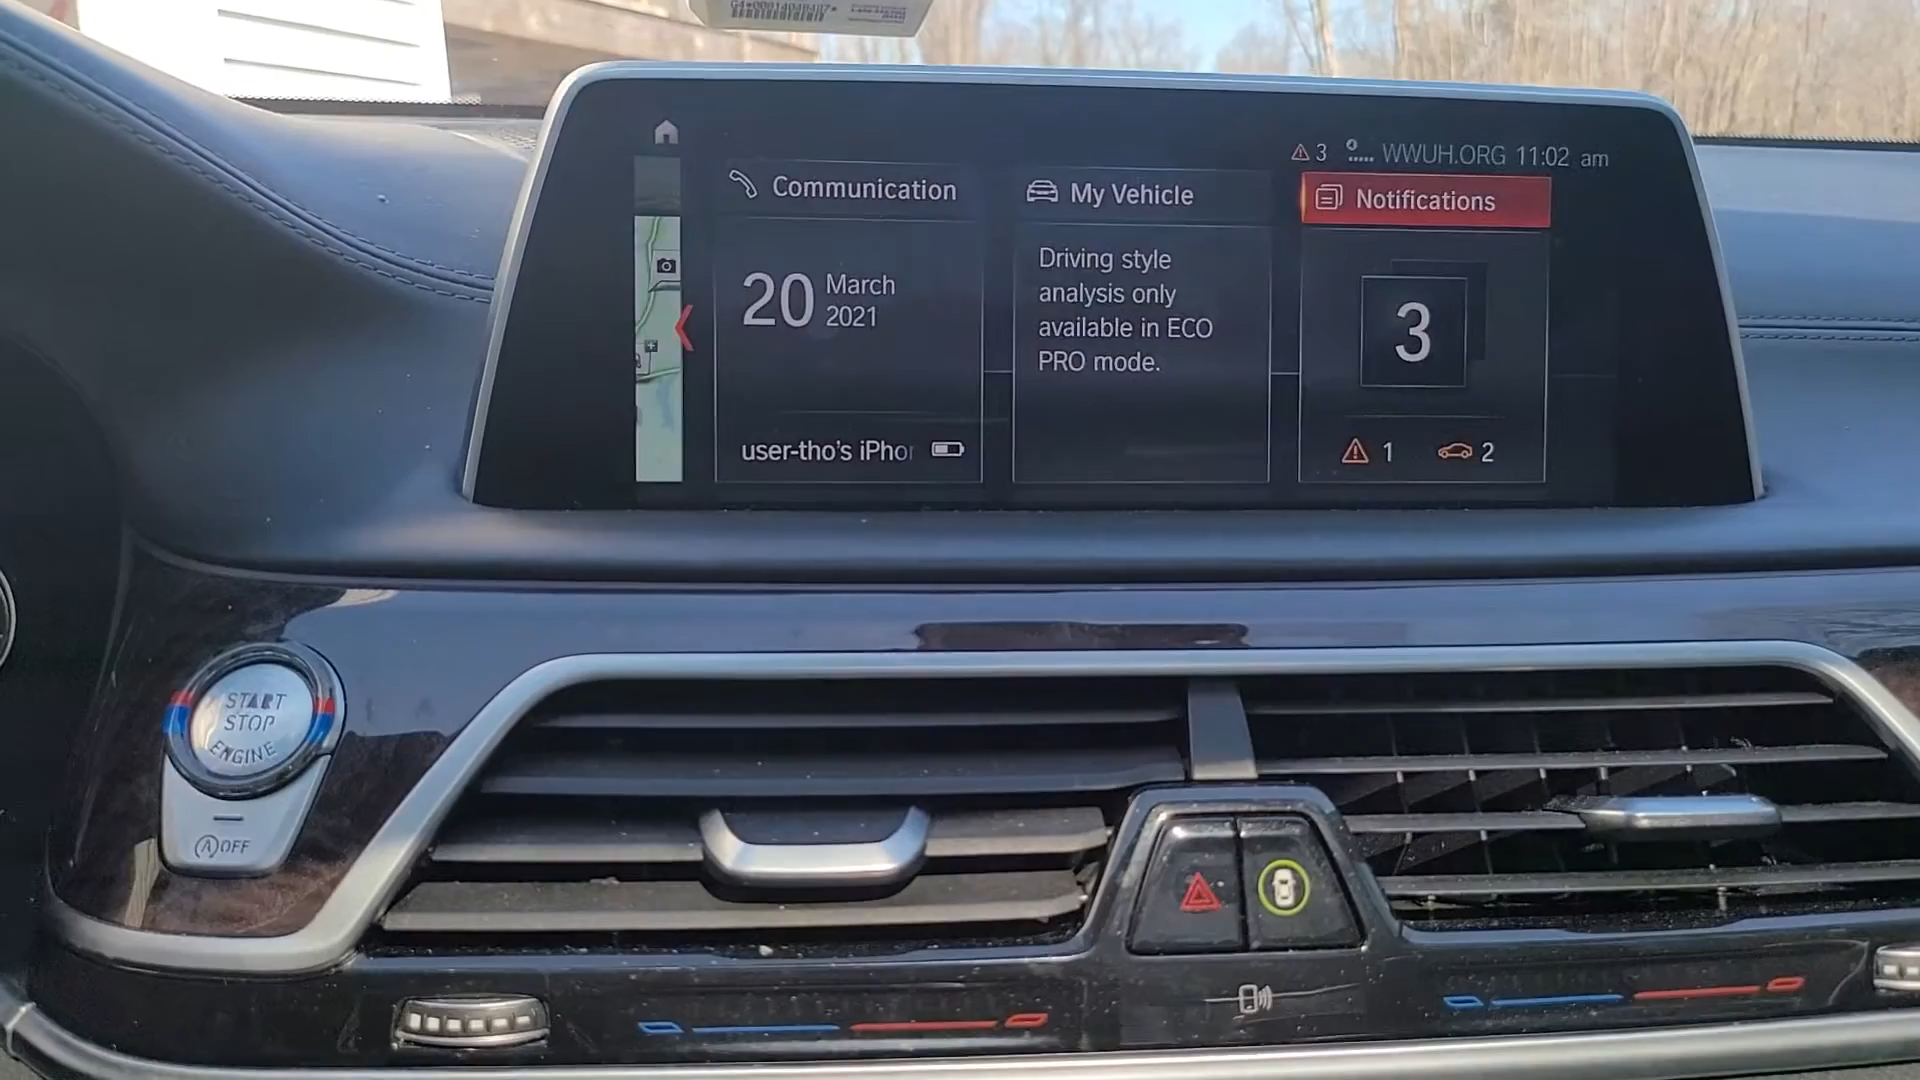 3 WWUH.ORG 11:02 am
Communication
20 March
2021
user-tho's iPho
My Vehicle
Driving style
analysis only
available in ECO
PRO mode.
Notifications
3
1 2
START
STOP
ENGINE
A OFF